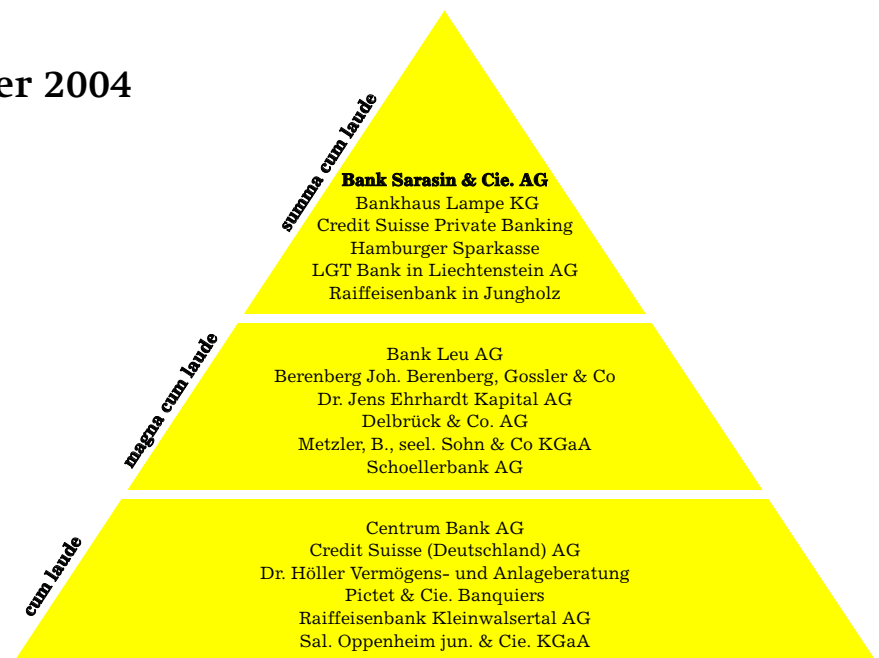 er 2004
summa cum laude
Bank Sarasin & Cie. AG
Bankhaus Lampe KG
Credit Suisse Private Banking
Hamburger Sparkasse
LGT Bank in Liechtenstein AG
Raiffeisenbank in Jungholz
magna cum laude
Bank Leu AG
Berenberg Joh. Berenberg, Gossler & Co
Dr. Jens Ehrhardt Kapital AG
Delbrück & Co. AG
Metzler, B., seel. Sohn & Co KGaA
Schoellerbank AG
cum laude
Centrum Bank AG
Credit Suisse (Deutschland) AG
Dr. Höller Vermögens- und Anlageberatung
Pictet & Cie. Banquiers
Raiffeisenbank Kleinwalsertal AG
Sal. Oppenheim jun. & Cie. KGaA